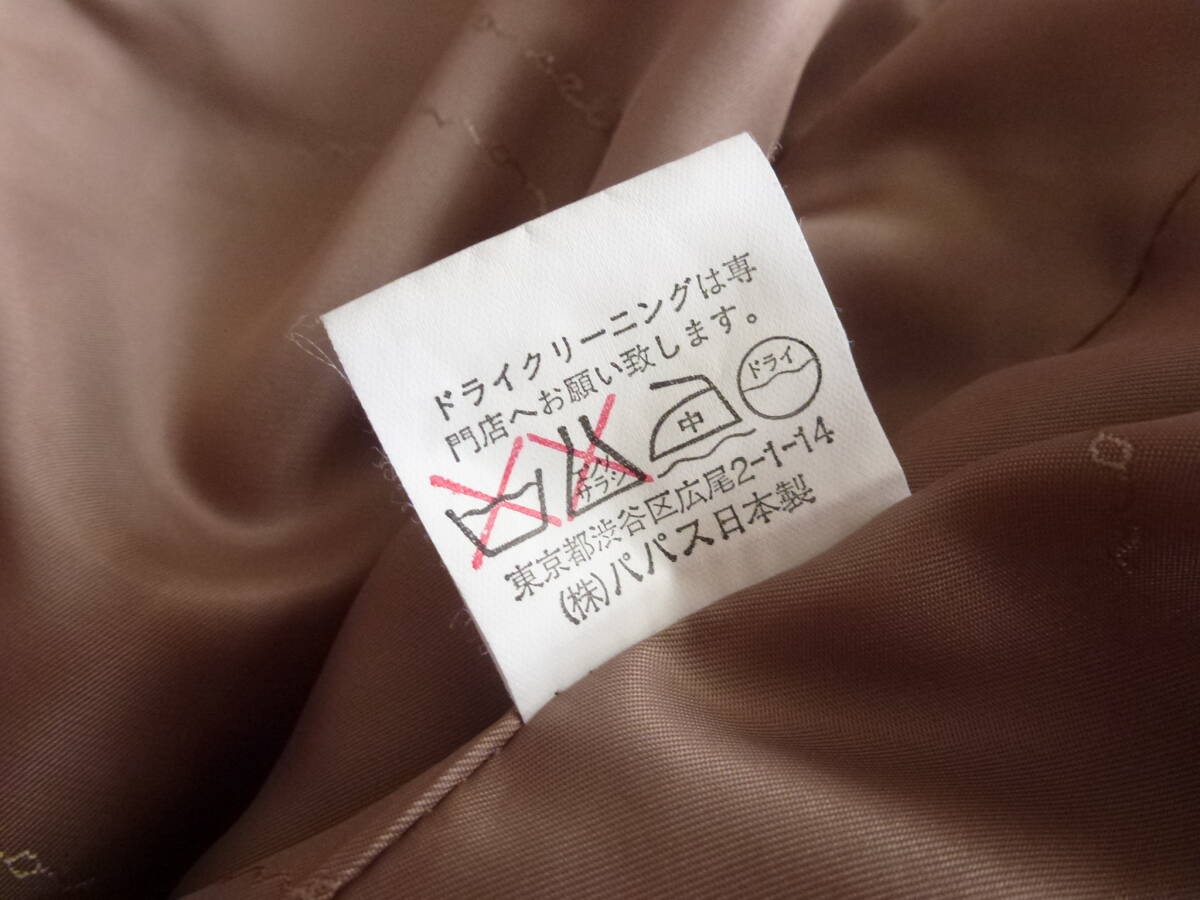 ドライクリーニングは専
門店へお願い致します。
エンソ
サラシ
中
ドライ
東京都渋谷区広尾2-1-14
(株)パパス日本製